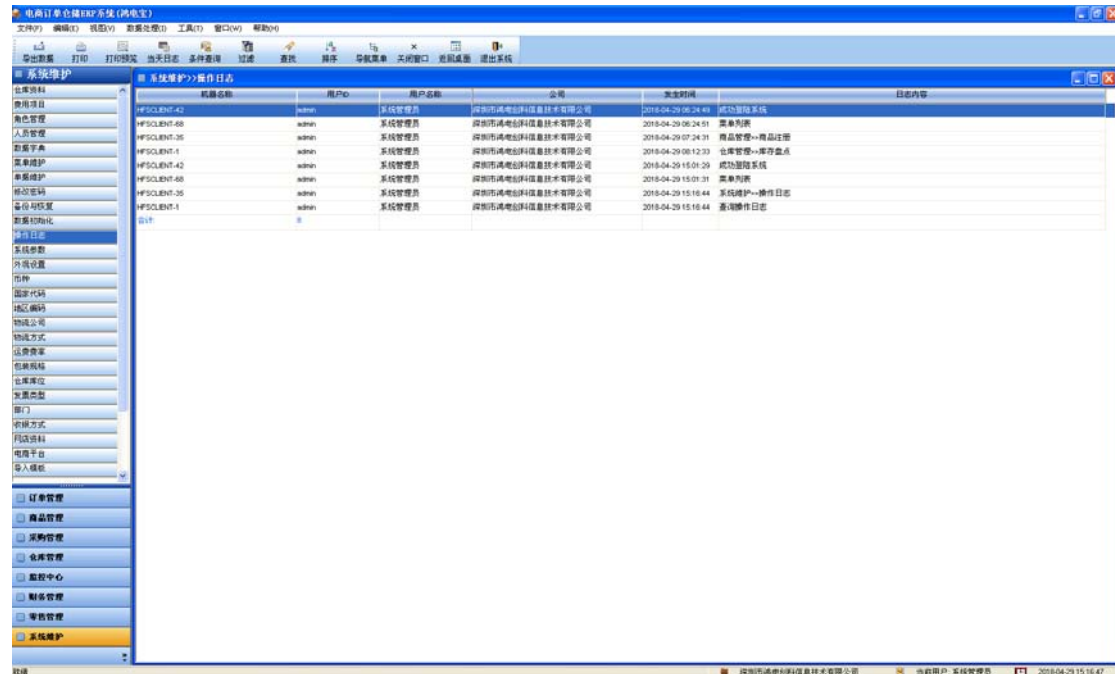 电商订单仓储ERP系统(鸿电宝)
文件(F) 编辑(E) 视图(V) 数据处理(I) 工具(T) 窗口(W) 帮助(H)
导出数据 打印 打印预览 当天日志 条件查询 过滤 查找 排序 导航菜单 关闭窗口 返回桌面 退出系统
系统维护
系统维护>>操作日志
机器名称 用户ID 用户名称 公司 发生时间 日志内容
HFSCLIENT-42 admin 系统管理员 深圳市鸿电创科信息技术有限公司 2018-04-29 06:24:49 成功登陆系统
HFSCLIENT-68 admin 系统管理员 深圳市鸿电创科信息技术有限公司 2018-04-29 06:24:51 菜单列表
HFSCLIENT-35 admin 系统管理员 深圳市鸿电创科信息技术有限公司 2018-04-29 07:24:31 商品管理>>商品注册
HFSCLIENT-1 admin 系统管理员 深圳市鸿电创科信息技术有限公司 2018-04-29 08:12:33 仓库管理>>库存盘点
HFSCLIENT-42 admin 系统管理员 深圳市鸿电创科信息技术有限公司 2018-04-29 15:01:29 成功登陆系统
HFSCLIENT-68 admin 系统管理员 深圳市鸿电创科信息技术有限公司 2018-04-29 15:01:31 菜单列表
HFSCLIENT-35 admin 系统管理员 深圳市鸿电创科信息技术有限公司 2018-04-29 15:16:44 系统维护>>操作日志
HFSCLIENT-1 admin 系统管理员 深圳市鸿电创科信息技术有限公司 2018-04-29 15:16:44 查询操作日志
合计: 8
仓库资料
费用项目
角色管理
人员管理
数据字典
菜单维护
单据维护
修改密码
备份与恢复
数据初始化
操作日志
系统参数
外观设置
币种
国家代码
地区编码
物流公司
物流方式
运费费率
包装规格
仓库库位
发票类型
部门
收银方式
网店资料
电商平台
导入模板
订单管理
商品管理
采购管理
仓库管理
监控中心
财务管理
零售管理
系统维护
就绪 深圳市鸿电创科信息技术有限公司 当前用户: 系统管理员 2018-04-29 15:16:47